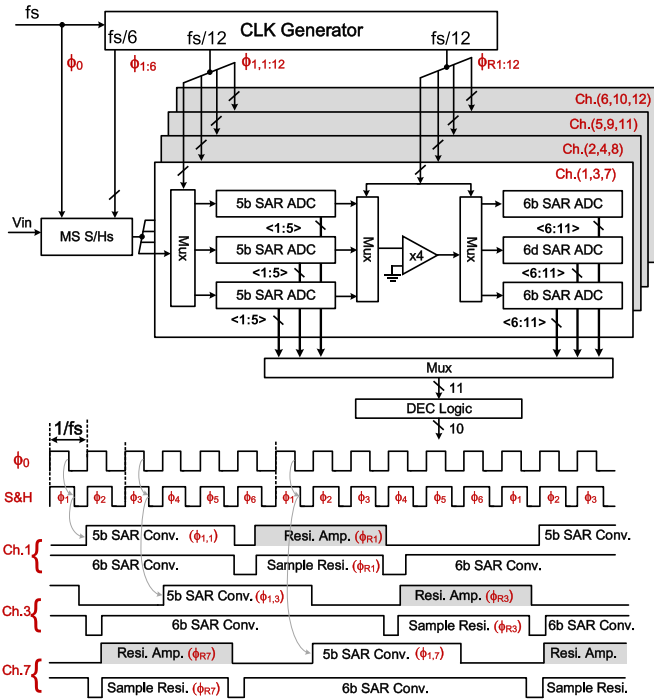 fs
CLK Generator
fs/6
fs/12
fs/12
ϕ0
ϕ1:6
ϕ1,1:12
ϕR1:12
Ch.(6,10,12)
Ch.(5,9,11)
Ch.(2,4,8)
Ch.(1,3,7)
Vin
MS S/Hs
Mux
5b SAR ADC
<1:5>
5b SAR ADC
<1:5>
5b SAR ADC
<1:5>
Mux
x4
Mux
6b SAR ADC
<6:11>
6d SAR ADC
<6:11>
6b SAR ADC
<6:11>
Mux
11
DEC Logic
10
1/fs
ϕ0
S&H ϕ1 ϕ2 ϕ3 ϕ4 ϕ5 ϕ6 ϕ1 ϕ2 ϕ3 ϕ4 ϕ5 ϕ6 ϕ1 ϕ2 ϕ3
Ch.1
5b SAR Conv. (ϕ1,1) Resi. Amp. (ϕR1) 5b SAR Conv.
6b SAR Conv. Sample Resi. (ϕR1) 6b SAR Conv.
Ch.3
5b SAR Conv. (ϕ1,3) Resi. Amp. (ϕR3)
6b SAR Conv. Sample Resi. (ϕR3) 6b SAR Conv.
Ch.7
Resi. Amp. (ϕR7) 5b SAR Conv. (ϕ1,7) Resi. Amp.
Sample Resi. (ϕR7) 6b SAR Conv. Sample Resi.